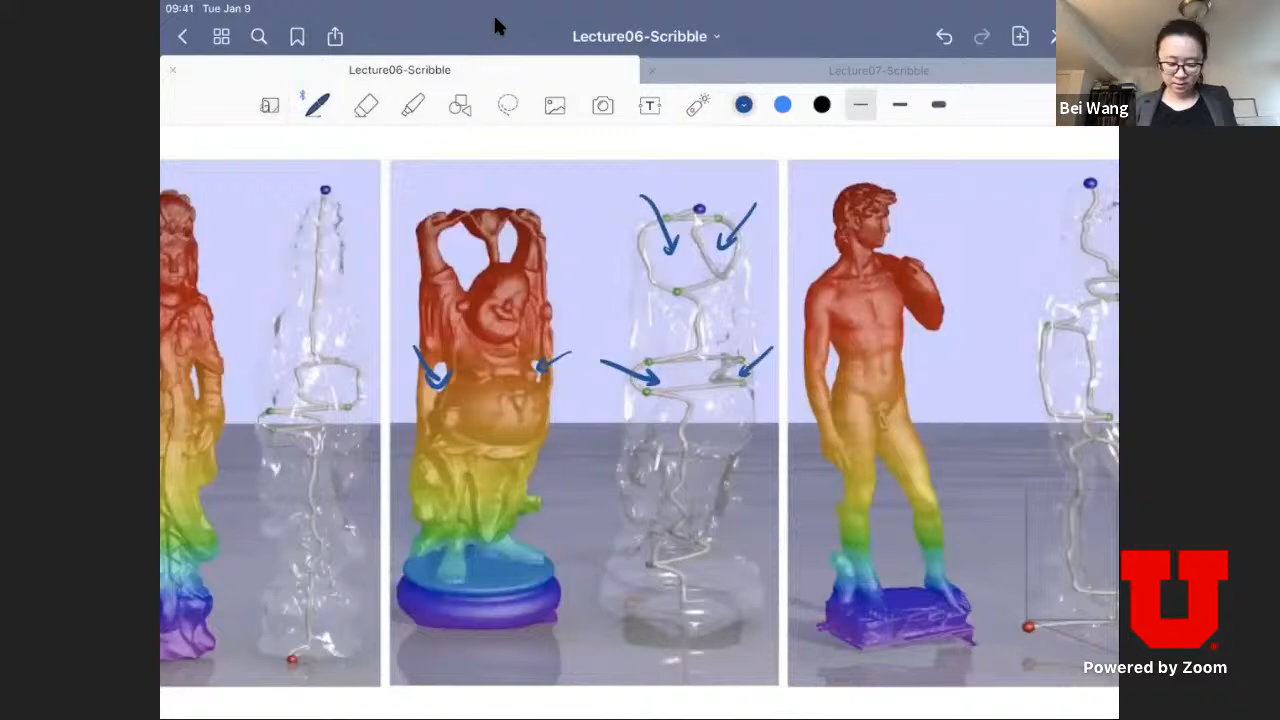 09:41 Tue Jan 9
Lecture06-Scribble
Lecture06-Scribble
Lecture07-Scribble
T
Bei Wang
U
Powered by Zoom